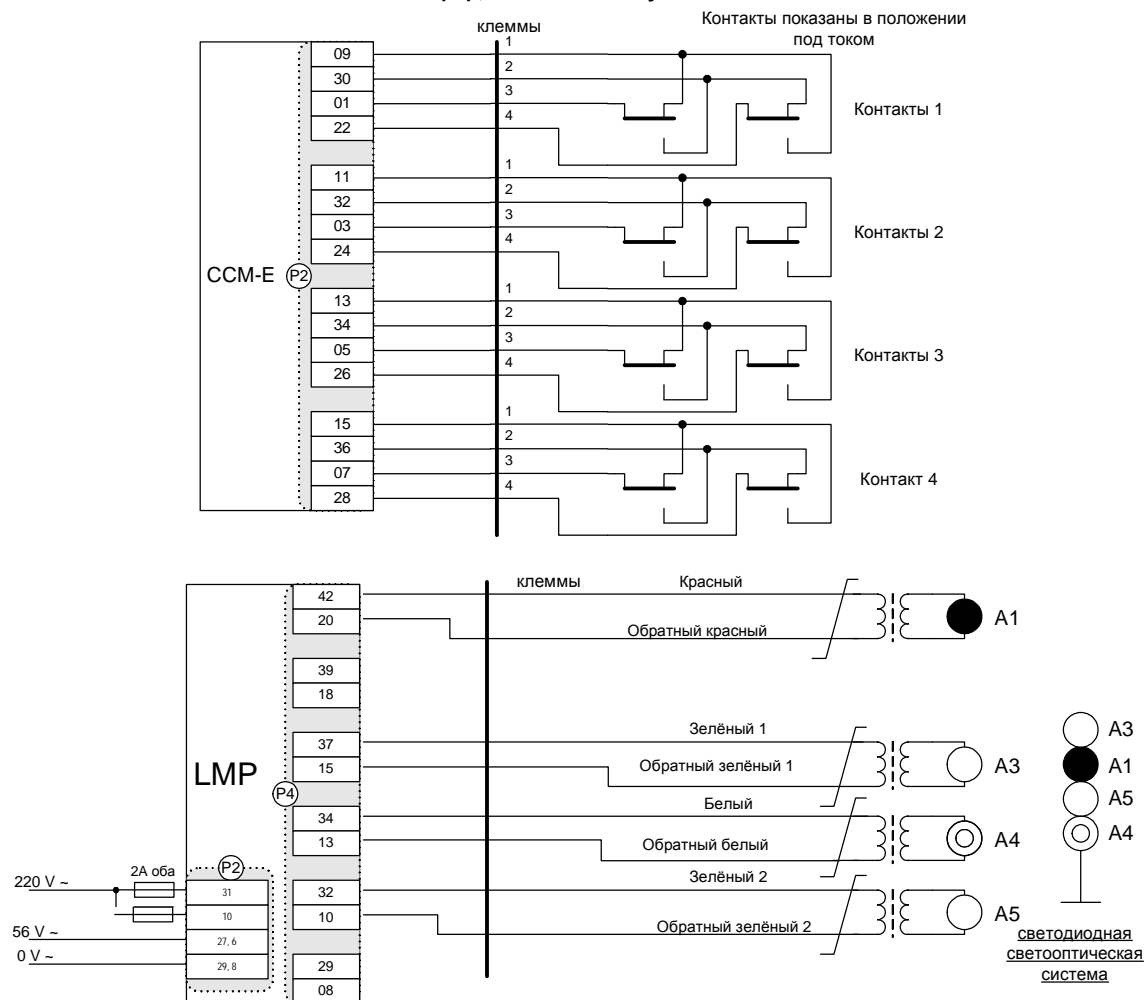 клеммы
Контакты показаны в положении
под током
09
30
01
22
1
2
3
4
Контакты 1
11
32
03
24
1
2
3
4
Контакты 2
CCM-E
P2
13
34
05
26
1
2
3
4
Контакты 3
15
36
07
28
1
2
3
4
Контакт 4
клеммы
42
20
Красный
Обратный красный
A1
39
18
LMP
P4
37
15
Зелёный 1
Обратный зелёный 1
A3
34
13
Белый
Обратный белый
A4
32
10
Зелёный 2
Обратный зелёный 2
A5
29
08
A3
A1
A5
A4
светодиодная
светооптическая
система
P2
2А оба
220 V ~
31
10
56 V ~
27, 6
0 V ~
29, 8